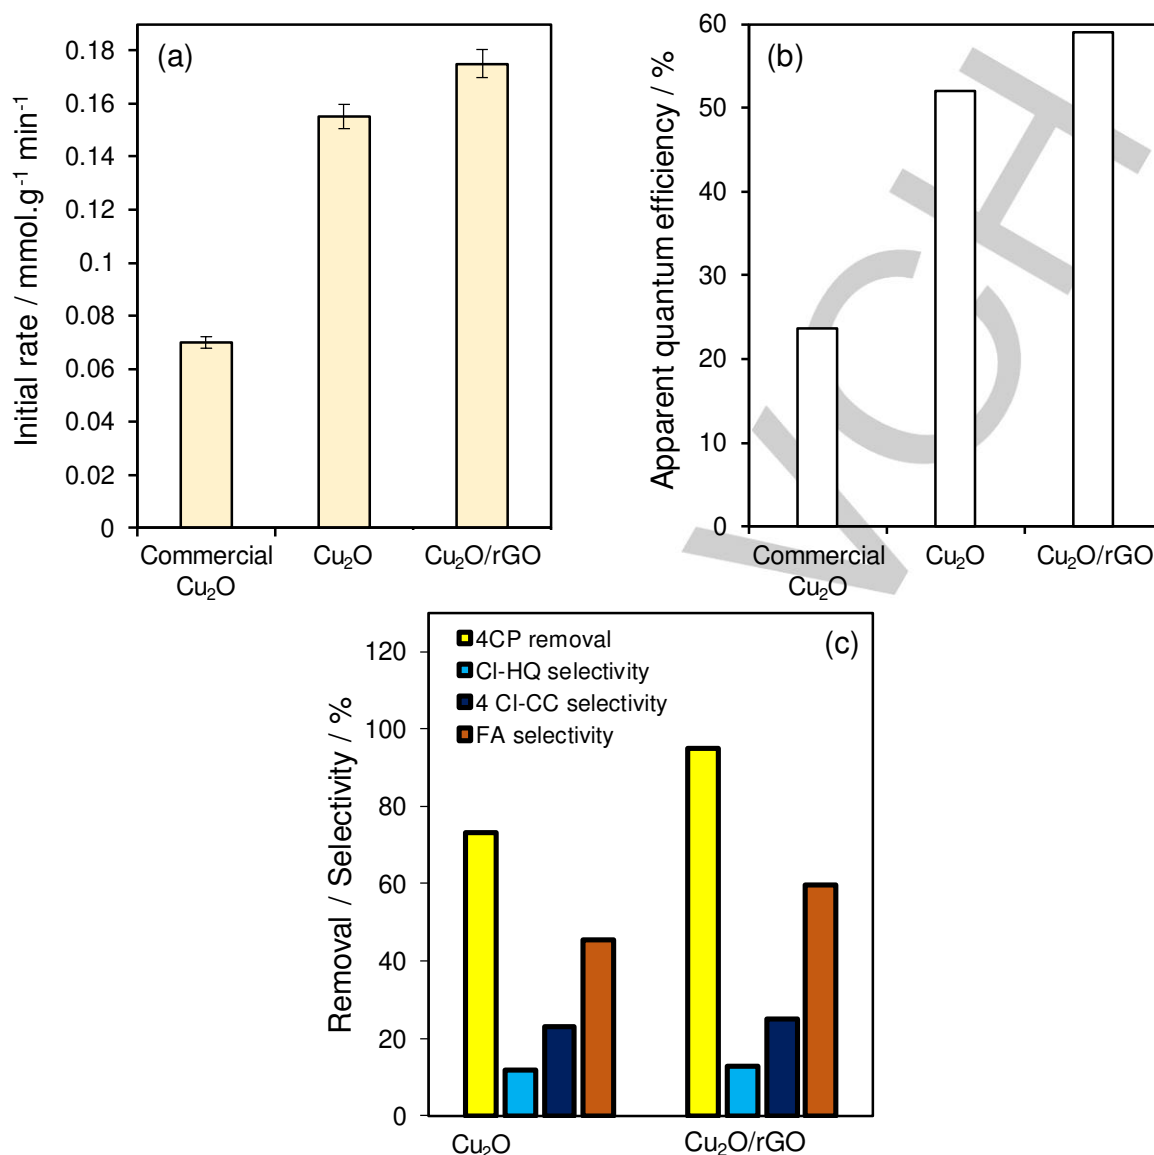 (a)
Initial rate / mmol.g⁻¹ min⁻¹
0.18
0.16
0.14
0.12
0.1
0.08
0.06
0.04
0.02
0
Commercial Cu₂O
Cu₂O
Cu₂O/rGO
(b)
Apparent quantum efficiency / %
60
50
40
30
20
10
0
Commercial Cu₂O
Cu₂O
Cu₂O/rGO
VCH
(c)
4CP removal
Cl-HQ selectivity
4 Cl-CC selectivity
FA selectivity
Removal / Selectivity / %
120
100
80
60
40
20
0
Cu₂O
Cu₂O/rGO